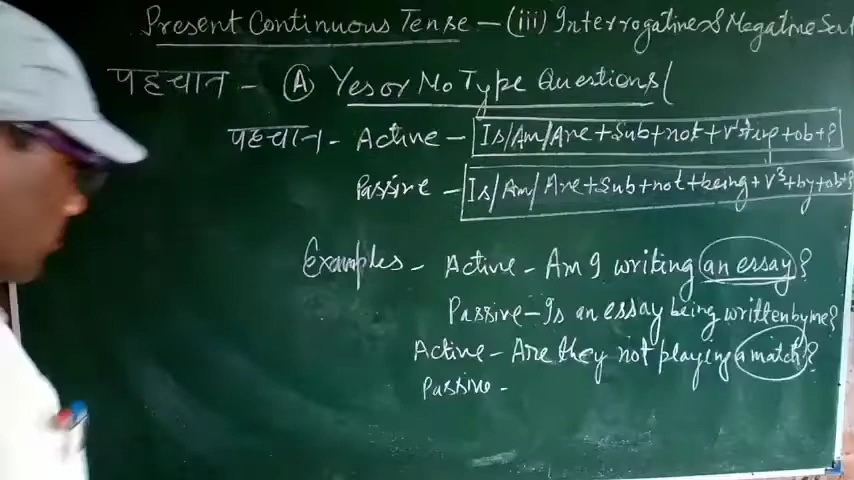 Present Continuous Tense - (iii) Interrogative & Negative Sent
पहचान - (A) Yes or No Type Questions (
पहचान - Active - Is/Am/Are + Sub + not + V¹ + ing + ob + ?
Passive - Is/Am/Are + Sub + not + being + V³ + by + ob + ?
Examples - Active - Am I writing an essay?
Passive - Is an essay being written by me?
Active - Are they not playing a match?
Passive -